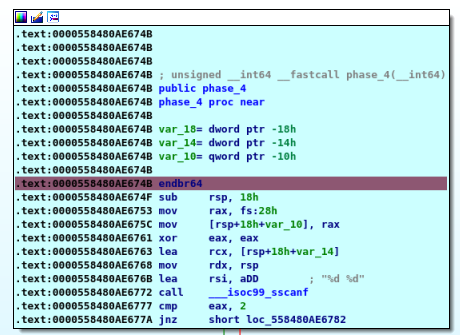 .text:0000558480AE674B
.text:0000558480AE674B
.text:0000558480AE674B
.text:0000558480AE674B ; unsigned __int64 __fastcall phase_4(__int64)
.text:0000558480AE674B public phase_4
.text:0000558480AE674B phase_4 proc near
.text:0000558480AE674B
.text:0000558480AE674B var_18= dword ptr -18h
.text:0000558480AE674B var_14= dword ptr -14h
.text:0000558480AE674B var_10= qword ptr -10h
.text:0000558480AE674B
.text:0000558480AE674B endbr64
.text:0000558480AE674F sub     rsp, 18h
.text:0000558480AE6753 mov     rax, fs:28h
.text:0000558480AE675C mov     [rsp+18h+var_10], rax
.text:0000558480AE6761 xor     eax, eax
.text:0000558480AE6763 lea     rcx, [rsp+18h+var_14]
.text:0000558480AE6768 mov     rdx, rsp
.text:0000558480AE676B lea     rsi, aDD        ; "%d %d"
.text:0000558480AE6772 call    ___isoc99_sscanf
.text:0000558480AE6777 cmp     eax, 2
.text:0000558480AE677A jnz     short loc_558480AE6782